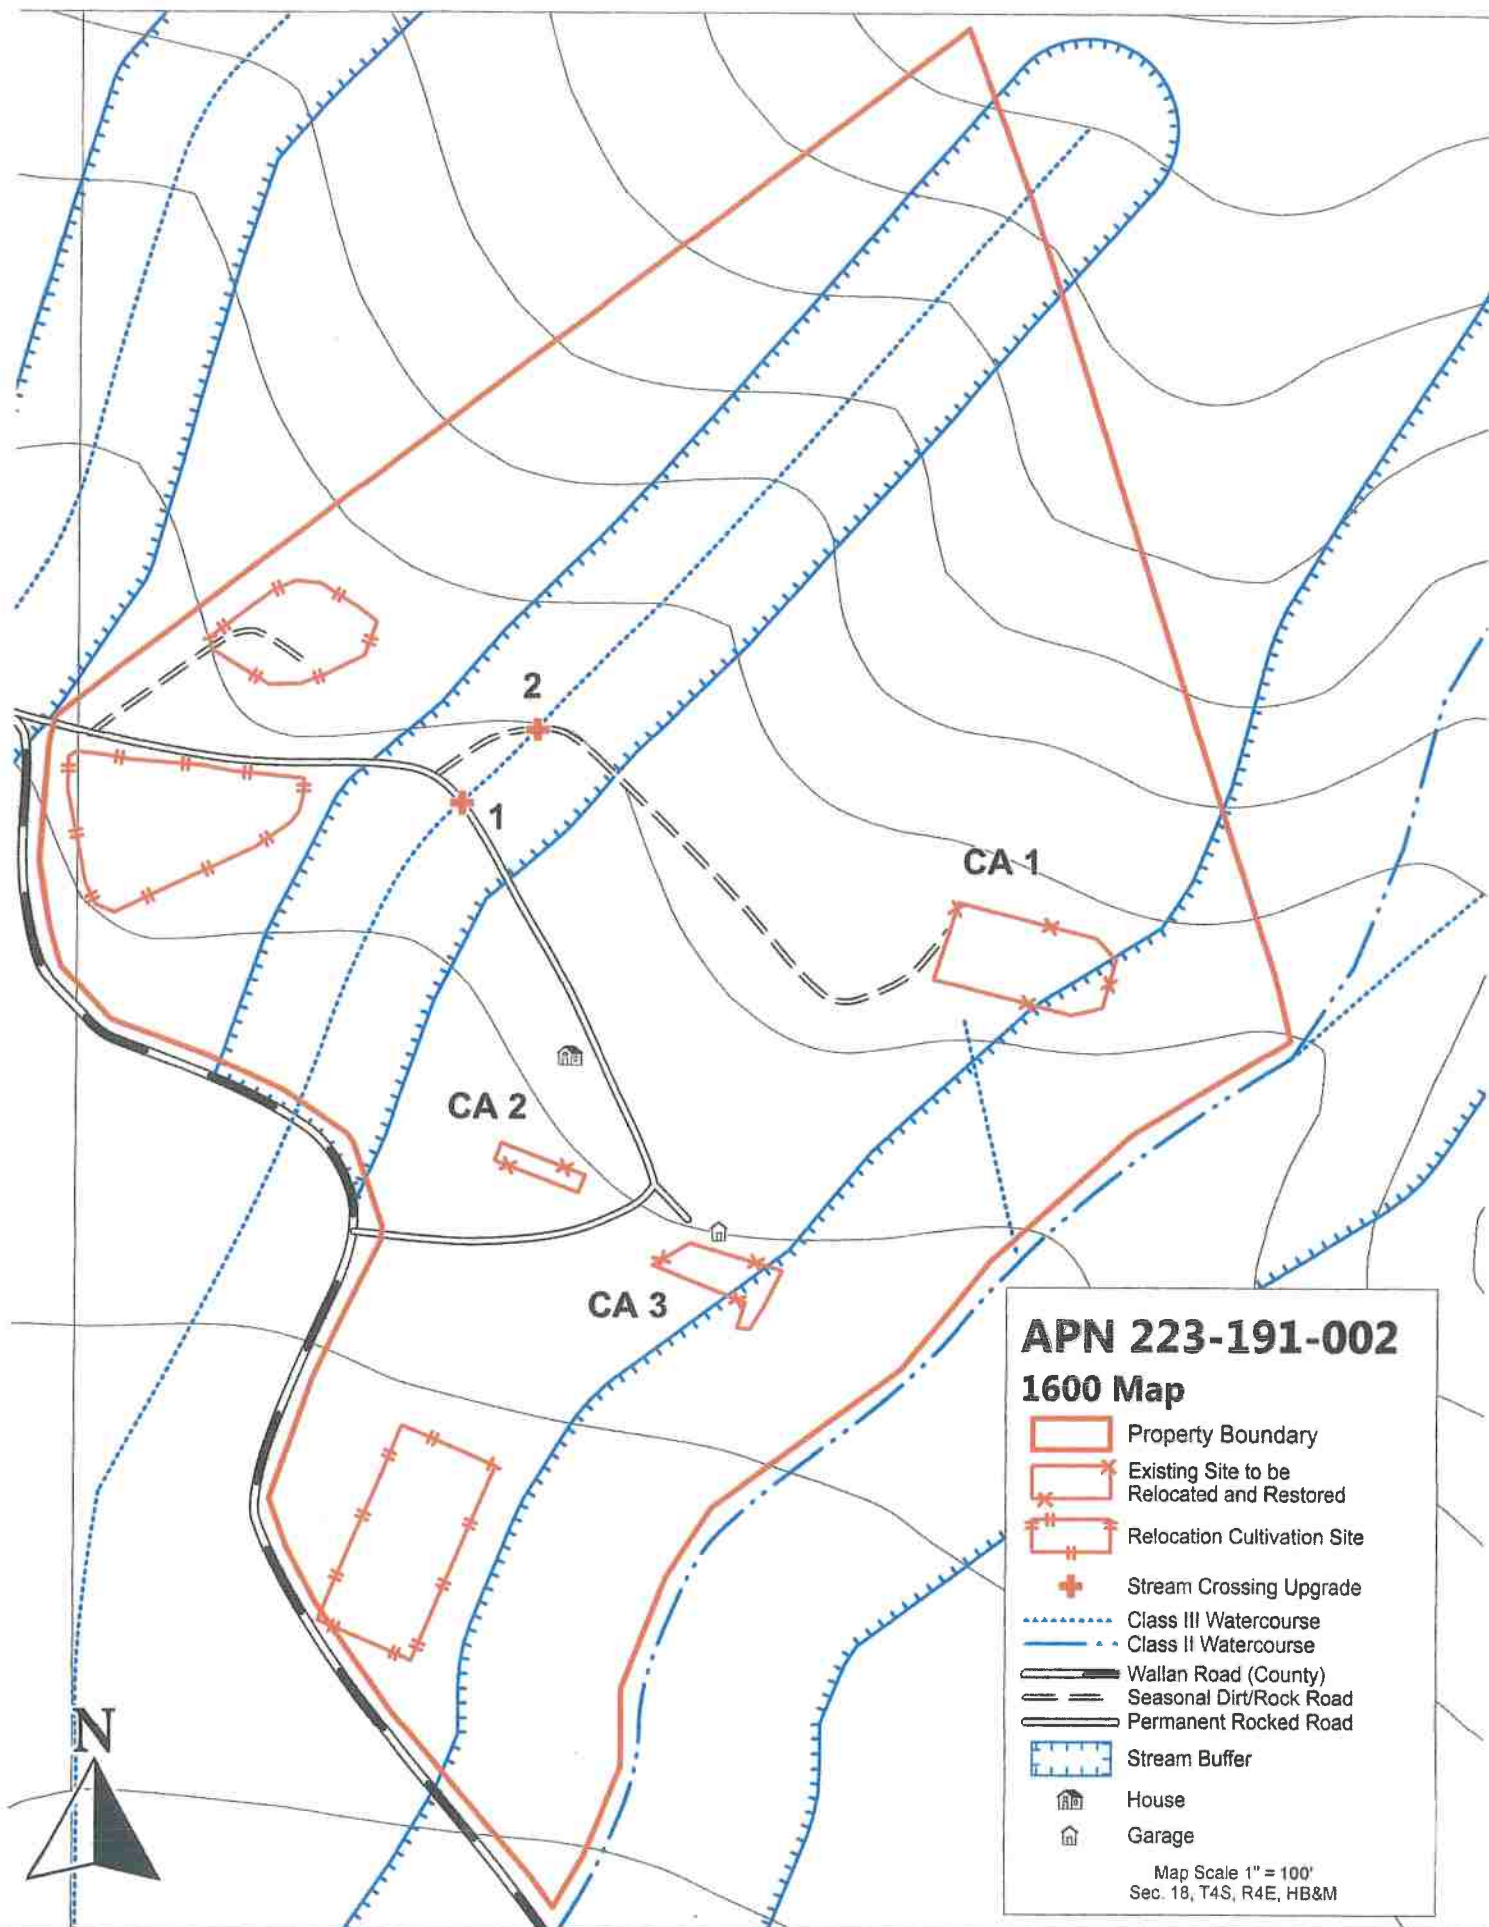 2
1
CA 1
CA 2
CA 3
N
APN 223-191-002
1600 Map
Property Boundary
Existing Site to be
Relocated and Restored
Relocation Cultivation Site
Stream Crossing Upgrade
Class III Watercourse
Class II Watercourse
Wallan Road (County)
Seasonal Dirt/Rock Road
Permanent Rocked Road
Stream Buffer
House
Garage
Map Scale 1" = 100'
Sec. 18, T4S, R4E, HB&M